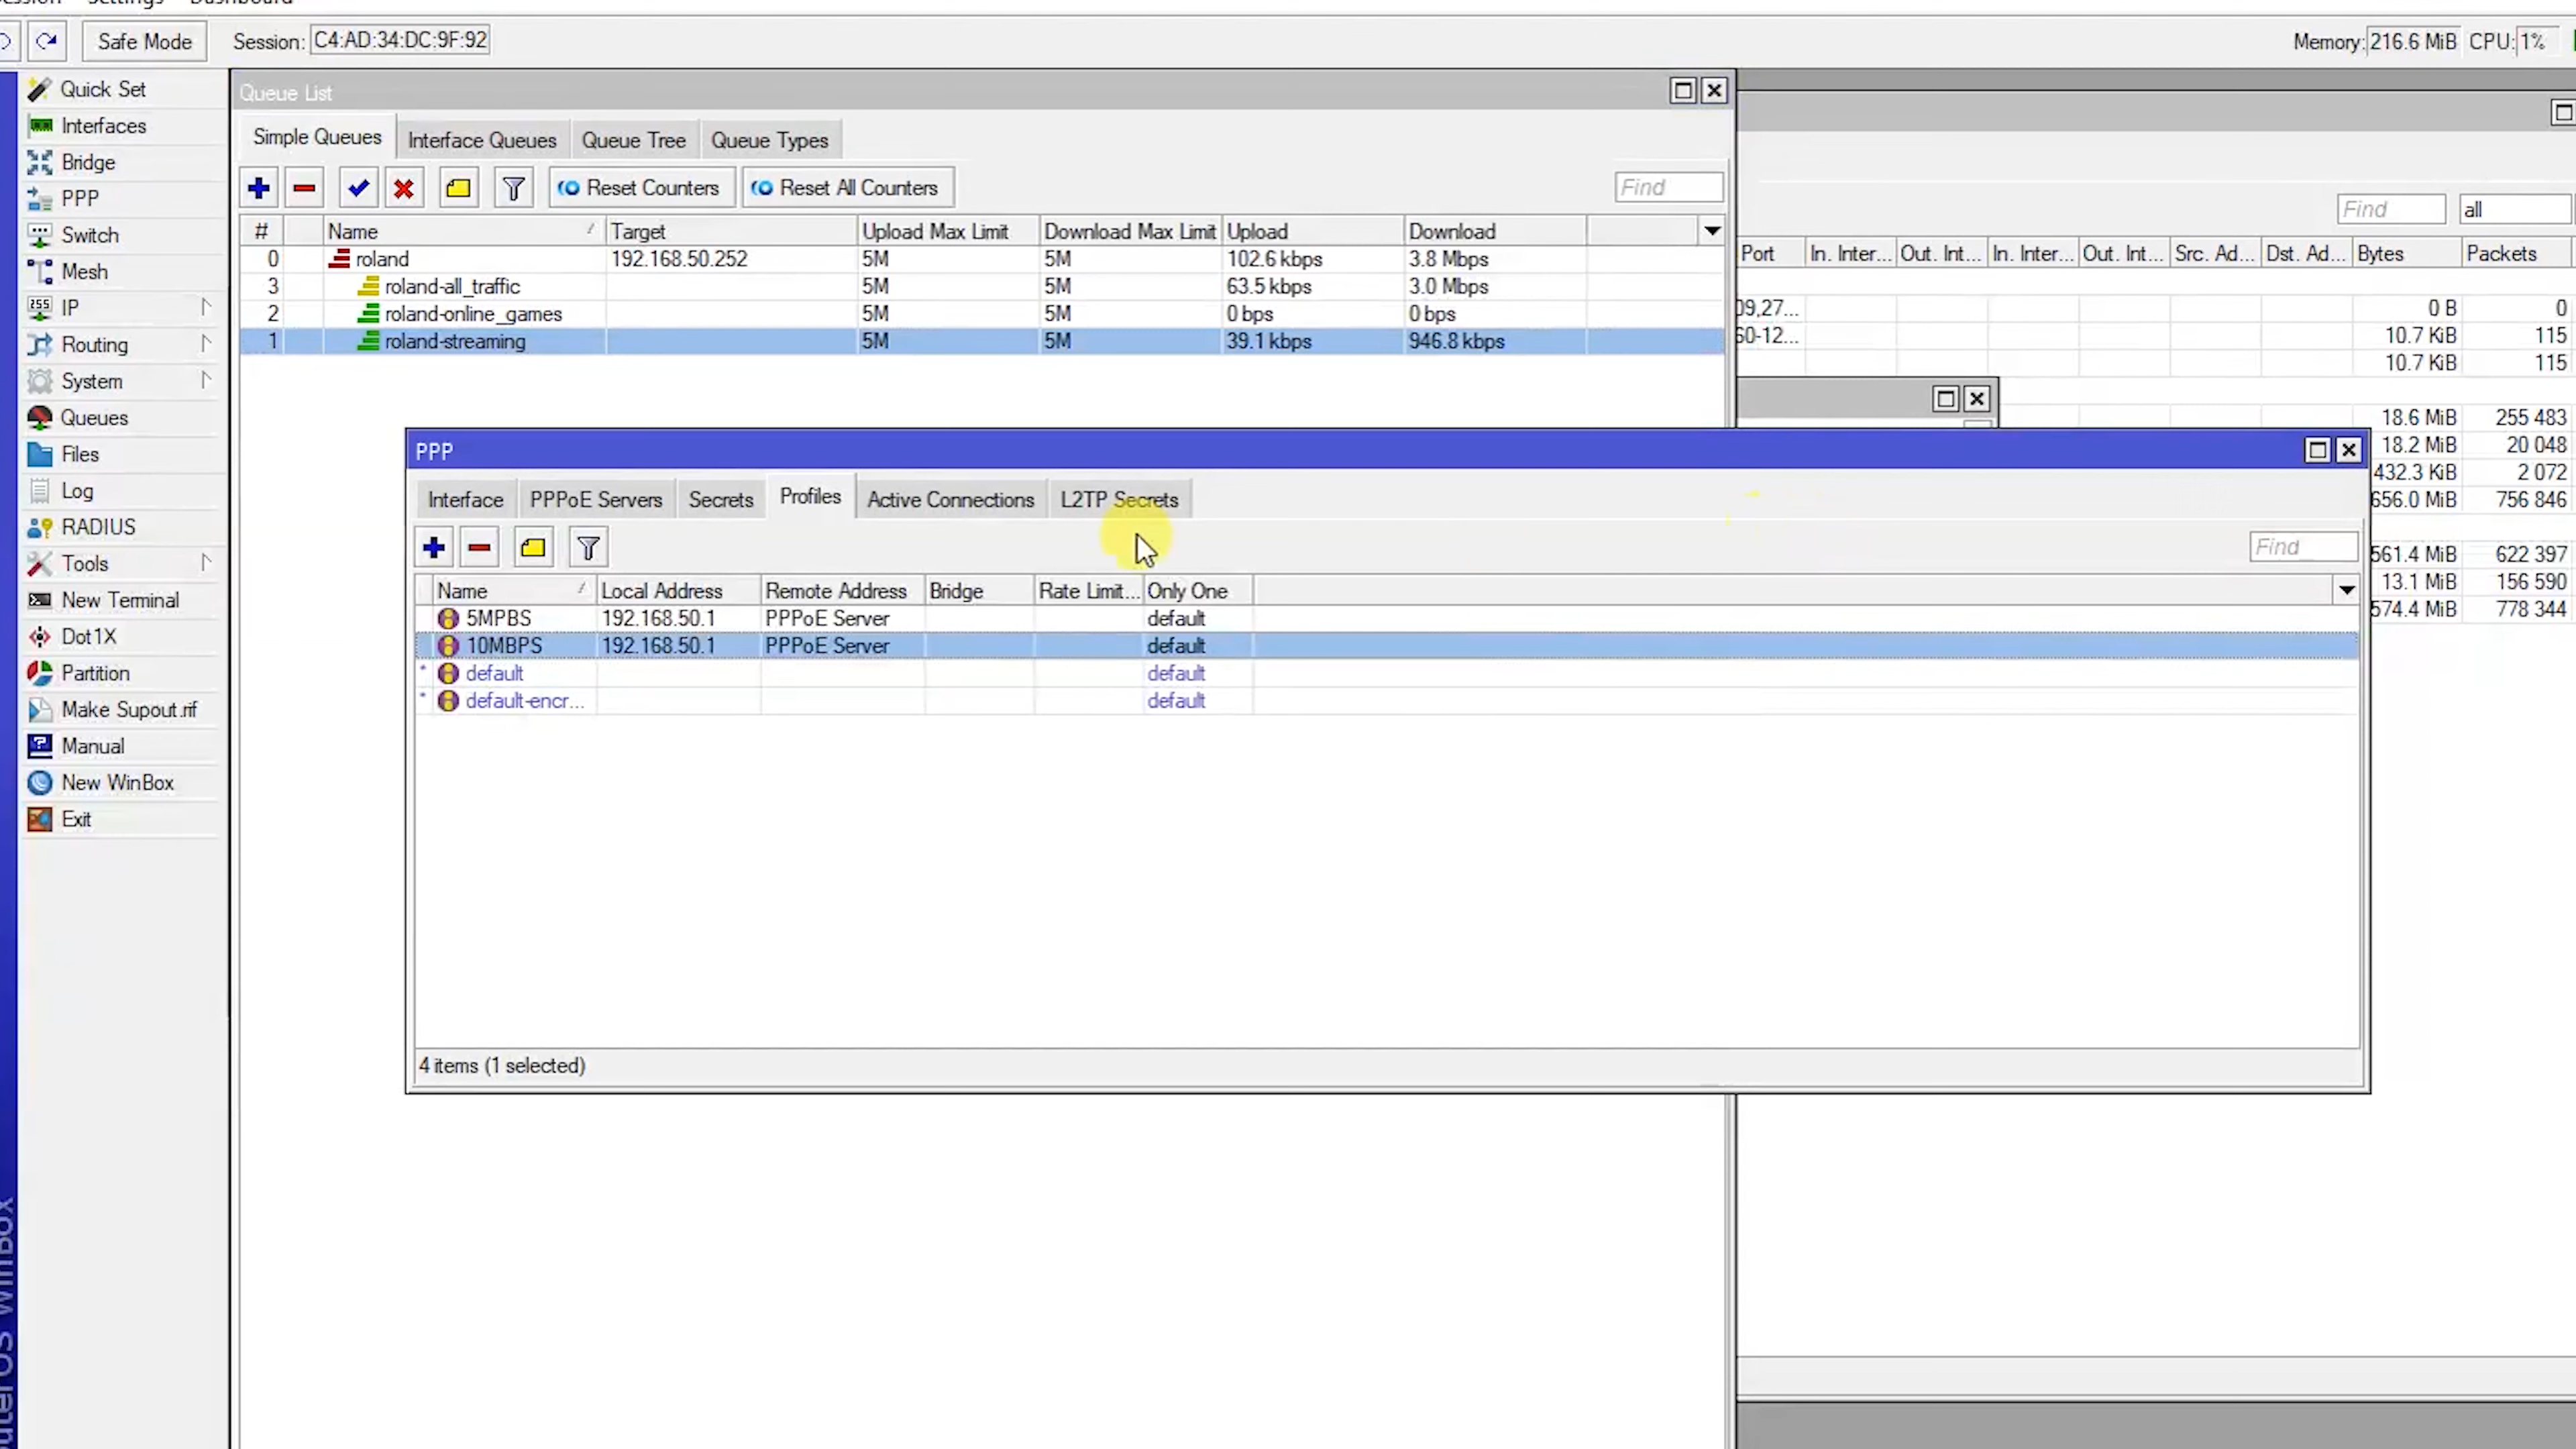 Session Settings Dashboard
Safe Mode Session: C4:AD:34:DC:9F:92 Memory: 216.6 MiB CPU: 1%
Quick Set
Interfaces
Bridge
PPP
Switch
Mesh
IP
Routing
System
Queues
Files
Log
RADIUS
Tools
New Terminal
Dot1X
Partition
Make Supout.rif
Manual
New WinBox
Exit
RouterOS WinBox
Queue List
Simple Queues Interface Queues Queue Tree Queue Types
Reset Counters Reset All Counters Find
# Name Target Upload Max Limit Download Max Limit Upload Download
0 roland 192.168.50.252 5M 5M 102.6 kbps 3.8 Mbps
3 roland-all_traffic 5M 5M 63.5 kbps 3.0 Mbps
2 roland-online_games 5M 5M 0 bps 0 bps
1 roland-streaming 5M 5M 39.1 kbps 946.8 kbps
Find all
Port In. Inter... Out. Int... In. Inter... Out. Int... Src. Ad... Dst. Ad... Bytes Packets
09,27... 0 B 0
60-12... 10.7 KiB 115
10.7 KiB 115
18.6 MiB 255 483
18.2 MiB 20 048
432.3 KiB 2 072
656.0 MiB 756 846
561.4 MiB 622 397
13.1 MiB 156 590
574.4 MiB 778 344
PPP
Interface PPPoE Servers Secrets Profiles Active Connections L2TP Secrets
Find
Name Local Address Remote Address Bridge Rate Limit... Only One
5MPBS 192.168.50.1 PPPoE Server default
10MBPS 192.168.50.1 PPPoE Server default
* default default
* default-encr... default
4 items (1 selected)